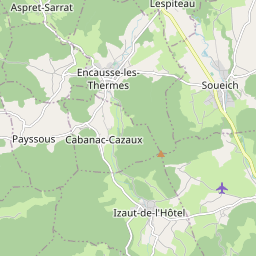 Lespiteau
Aspret-Sarrat
Encausse-les-
Thermes
Soueich
Payssous
Cabanac-Cazaux
Izaut-de-l'Hôtel